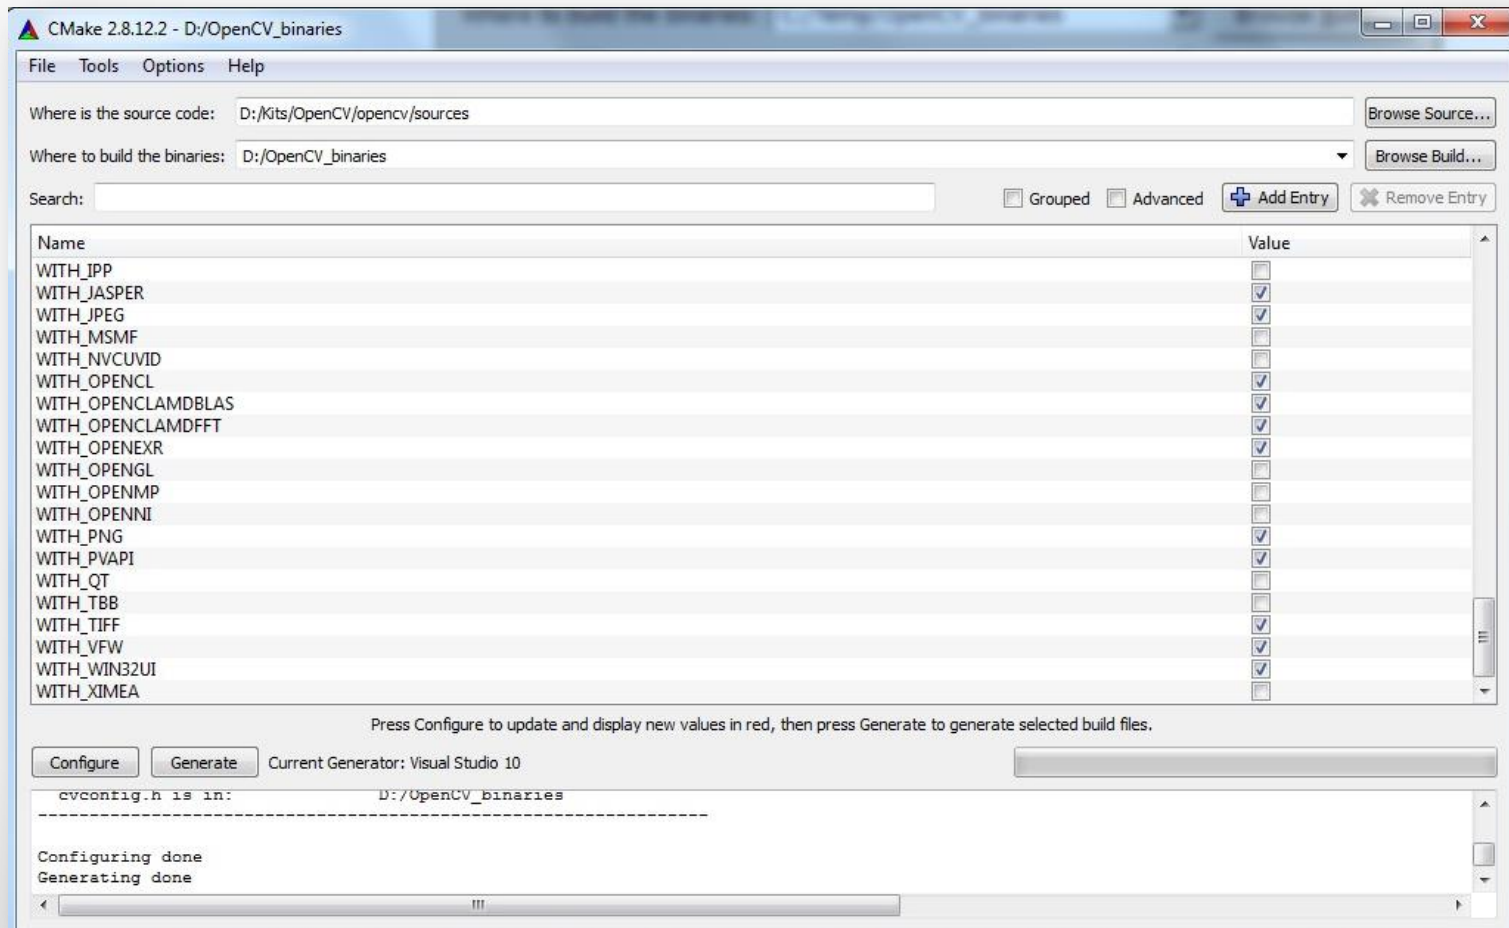 CMake 2.8.12.2 - D:/OpenCV_binaries
File Tools Options Help
Where is the source code: D:/Kits/OpenCV/opencv/sources Browse Source...
Where to build the binaries: D:/OpenCV_binaries Browse Build...
Search: Grouped Advanced Add Entry Remove Entry
Name Value
WITH_IPP
WITH_JASPER
WITH_JPEG
WITH_MSMF
WITH_NVCUVID
WITH_OPENCL
WITH_OPENCLAMDBLAS
WITH_OPENCLAMDFFT
WITH_OPENEXR
WITH_OPENGL
WITH_OPENMP
WITH_OPENNI
WITH_PNG
WITH_PVAPI
WITH_QT
WITH_TBB
WITH_TIFF
WITH_VFW
WITH_WIN32UI
WITH_XIMEA
Press Configure to update and display new values in red, then press Generate to generate selected build files.
Configure Generate Current Generator: Visual Studio 10
cvconfig.h is in: D:/OpenCV_binaries
-----------------------------------------------------------------
Configuring done
Generating done